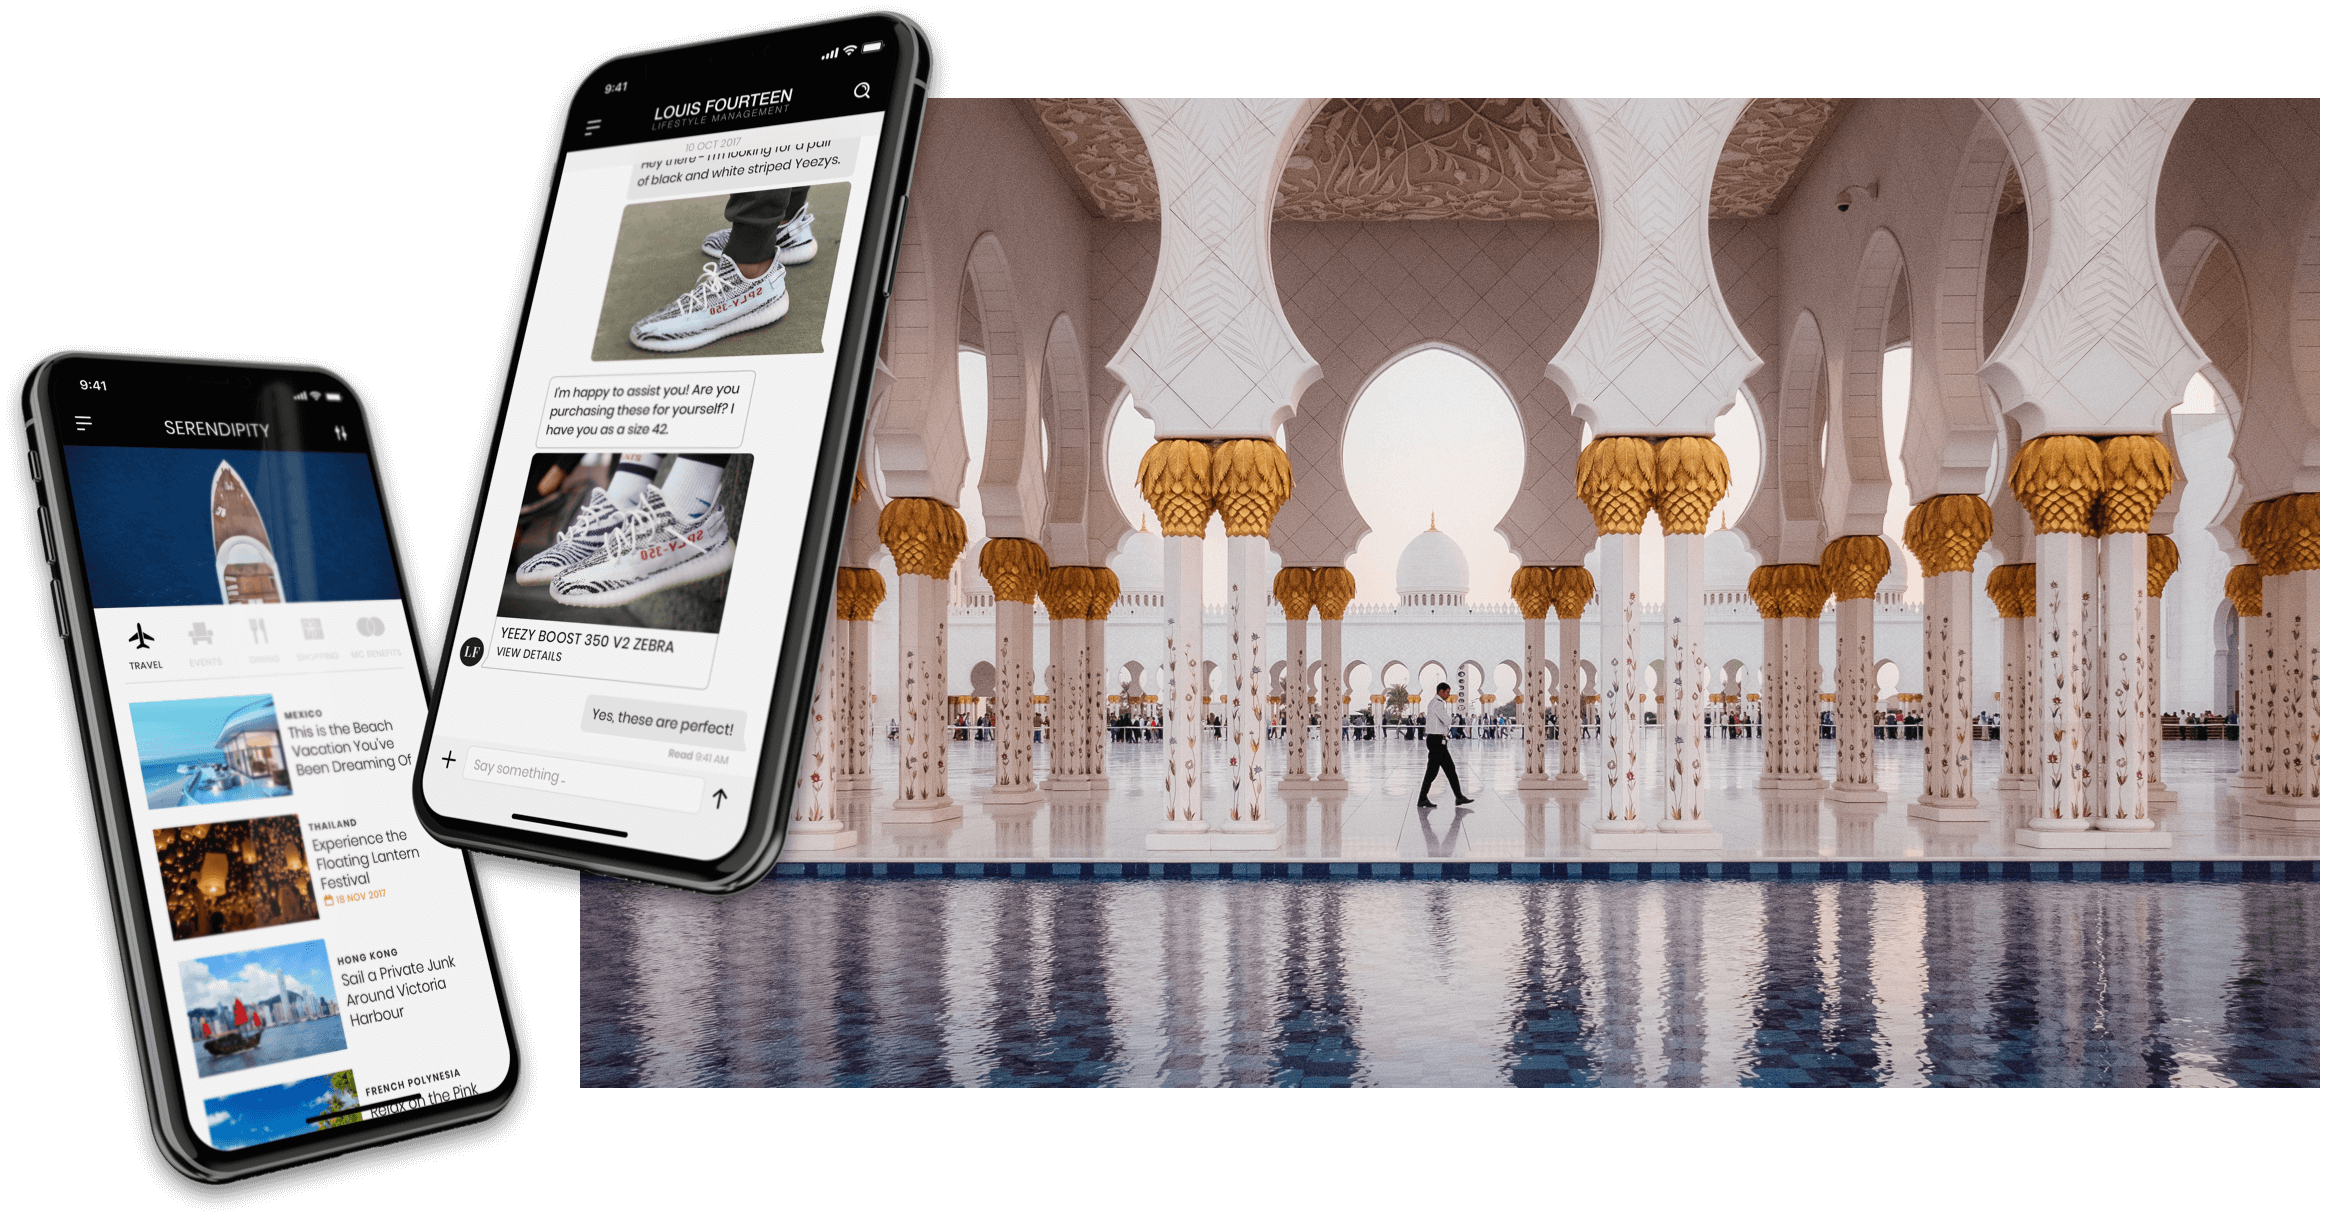 9:41
SERENDIPITY
TRAVEL
EVENTS
DINING
SHOPPING
MC BENEFITS
MEXICO
This is the Beach
Vacation You've
Been Dreaming Of
THAILAND
Experience the
Floating Lantern
Festival
18 NOV 2017
HONG KONG
Sail a Private Junk
Around Victoria
Harbour
FRENCH POLYNESIA
Relax on the Pink
9:41
LOUIS FOURTEEN
LIFESTYLE MANAGEMENT
10 OCT 2017
Hey there - I'm looking for a pair
of black and white striped Yeezys.
SPLY-350
I'm happy to assist you! Are you
purchasing these for yourself? I
have you as a size 42.
SPLY-350
YEEZY BOOST 350 V2 ZEBRA
VIEW DETAILS
LF
Yes, these are perfect!
Read 9:41 AM
Say something...